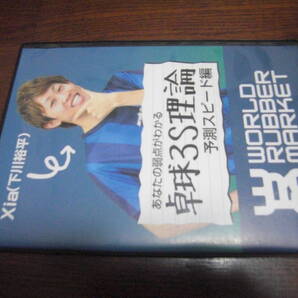 Xia(下川裕平)
あなたの弱点がわかる
卓球3S理論
予測スピード編
WORLD
RUBBER
MARKET